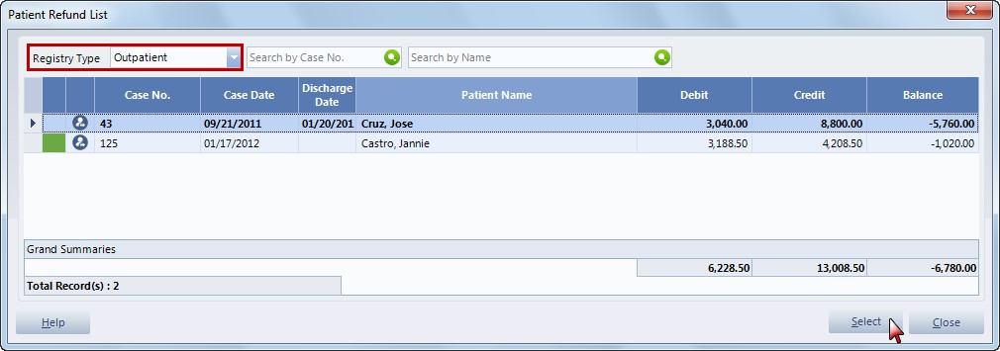 Patient Refund List
Registry Type Outpatient Search by Case No. Search by Name
Case No. Case Date Discharge Date Patient Name Debit Credit Balance
43 09/21/2011 01/20/201 Cruz, Jose 3,040.00 8,800.00 -5,760.00
125 01/17/2012 Castro, Jannie 3,188.50 4,208.50 -1,020.00
Grand Summaries
6,228.50 13,008.50 -6,780.00
Total Record(s) : 2
Help Select Close